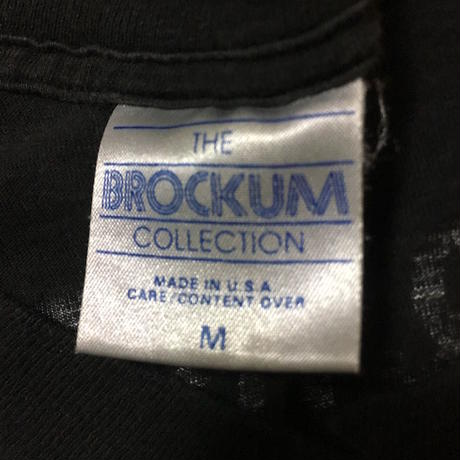 THE
BROCKUM
COLLECTION
MADE IN U.S.A
CARE/CONTENT OVER
M